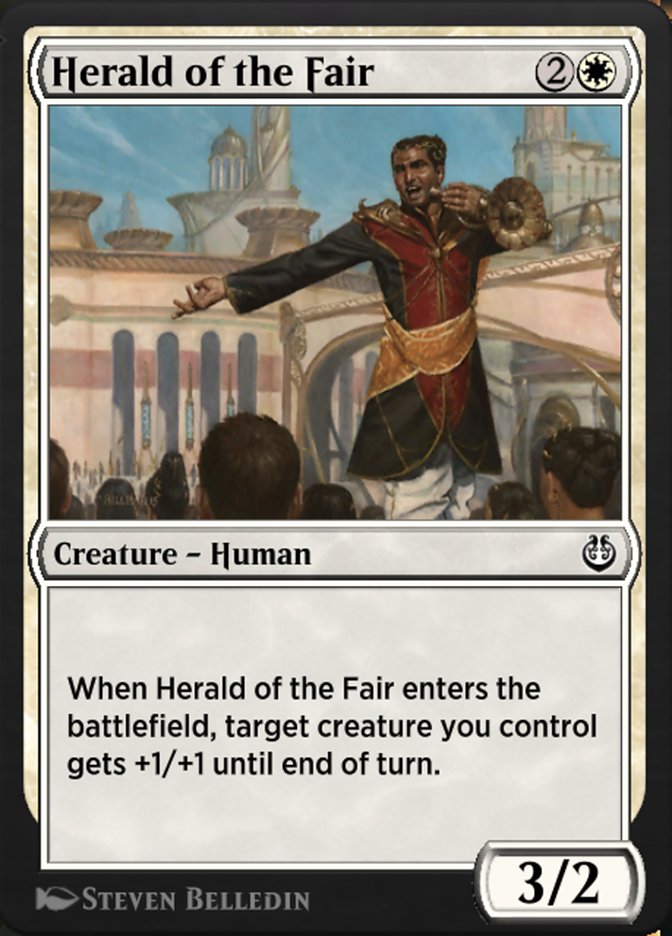 Herald of the Fair 2
Creature – Human
When Herald of the Fair enters the
battlefield, target creature you control
gets +1/+1 until end of turn.
3/2
Steven Belledin